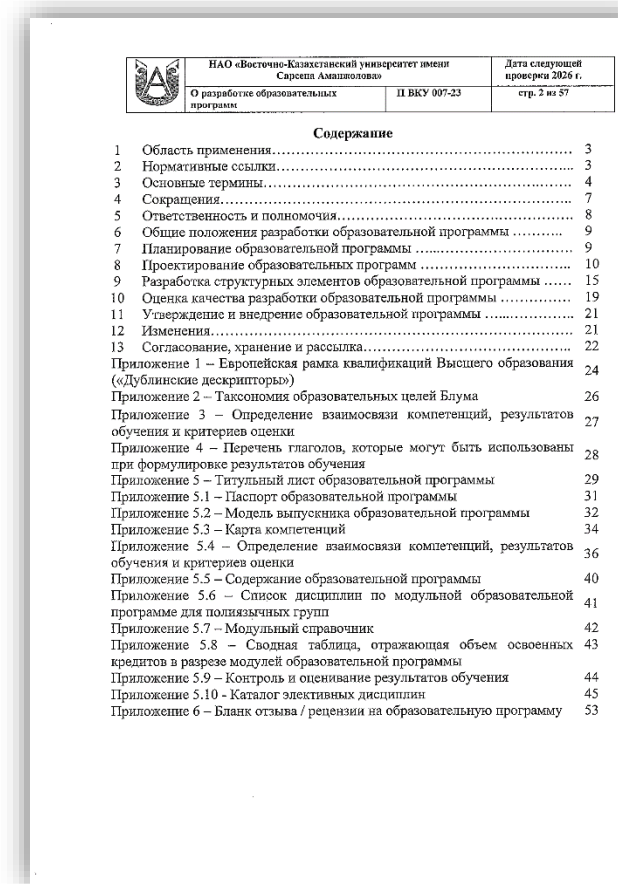 НАО «Восточно-Казахстанский университет имени
Сарсена Аманжолова»
Дата следующей
проверки 2026 г.
О разработке образовательных
программ
П ВКУ 007-23
стр. 2 из 57
Содержание
1 Область применения………………………………………… 3
2 Нормативные ссылки………………………………………... 3
3 Основные термины………………………………………… 4
4 Сокращения………………………………………………….. 7
5 Ответственность и полномочия……………………………….. 8
6 Общие положения разработки образовательной программы ……….. 9
7 Планирование образовательной программы …...………………. 9
8 Проектирование образовательных программ ………………….. 10
9 Разработка структурных элементов образовательной программы …… 15
10 Оценка качества разработки образовательной программы …………… 19
11 Утверждение и внедрение образовательной программы …...………….. 21
12 Изменения…………………………………………………… 21
13 Согласование, хранение и рассылка…………………………….. 22
Приложение 1 – Европейская рамка квалификаций Высшего образования 24
(«Дублинские дескрипторы»)
Приложение 2 – Таксономия образовательных целей Блума 26
Приложение 3 – Определение взаимосвязи компетенций, результатов 27
обучения и критериев оценки
Приложение 4 – Перечень глаголов, которые могут быть использованы 28
при формулировке результатов обучения
Приложение 5 – Титульный лист образовательной программы 29
Приложение 5.1 – Паспорт образовательной программы 31
Приложение 5.2 – Модель выпускника образовательной программы 32
Приложение 5.3 – Карта компетенций 34
Приложение 5.4 – Определение взаимосвязи компетенций, результатов 36
обучения и критериев оценки
Приложение 5.5 – Содержание образовательной программы 40
Приложение 5.6 – Список дисциплин по модульной образовательной 41
программе для полиязычных групп
Приложение 5.7 – Модульный справочник 42
Приложение 5.8 – Сводная таблица, отражающая объем освоенных 43
кредитов в разрезе модулей образовательной программы
Приложение 5.9 – Контроль и оценивание результатов обучения 44
Приложение 5.10 - Каталог элективных дисциплин 45
Приложение 6 – Бланк отзыва / рецензии на образовательную программу 53